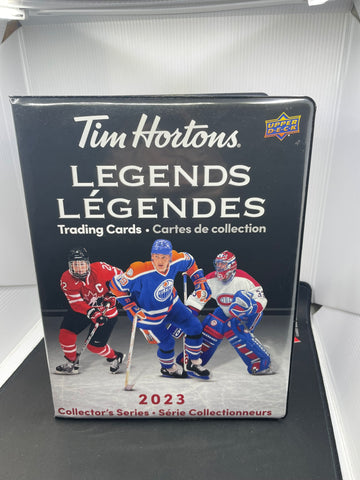 Tim Hortons®
UPPER DECK
LEGENDS
LÉGENDES
Trading Cards • Cartes de collection
C
2023
Collector's Series • Série Collectionneurs